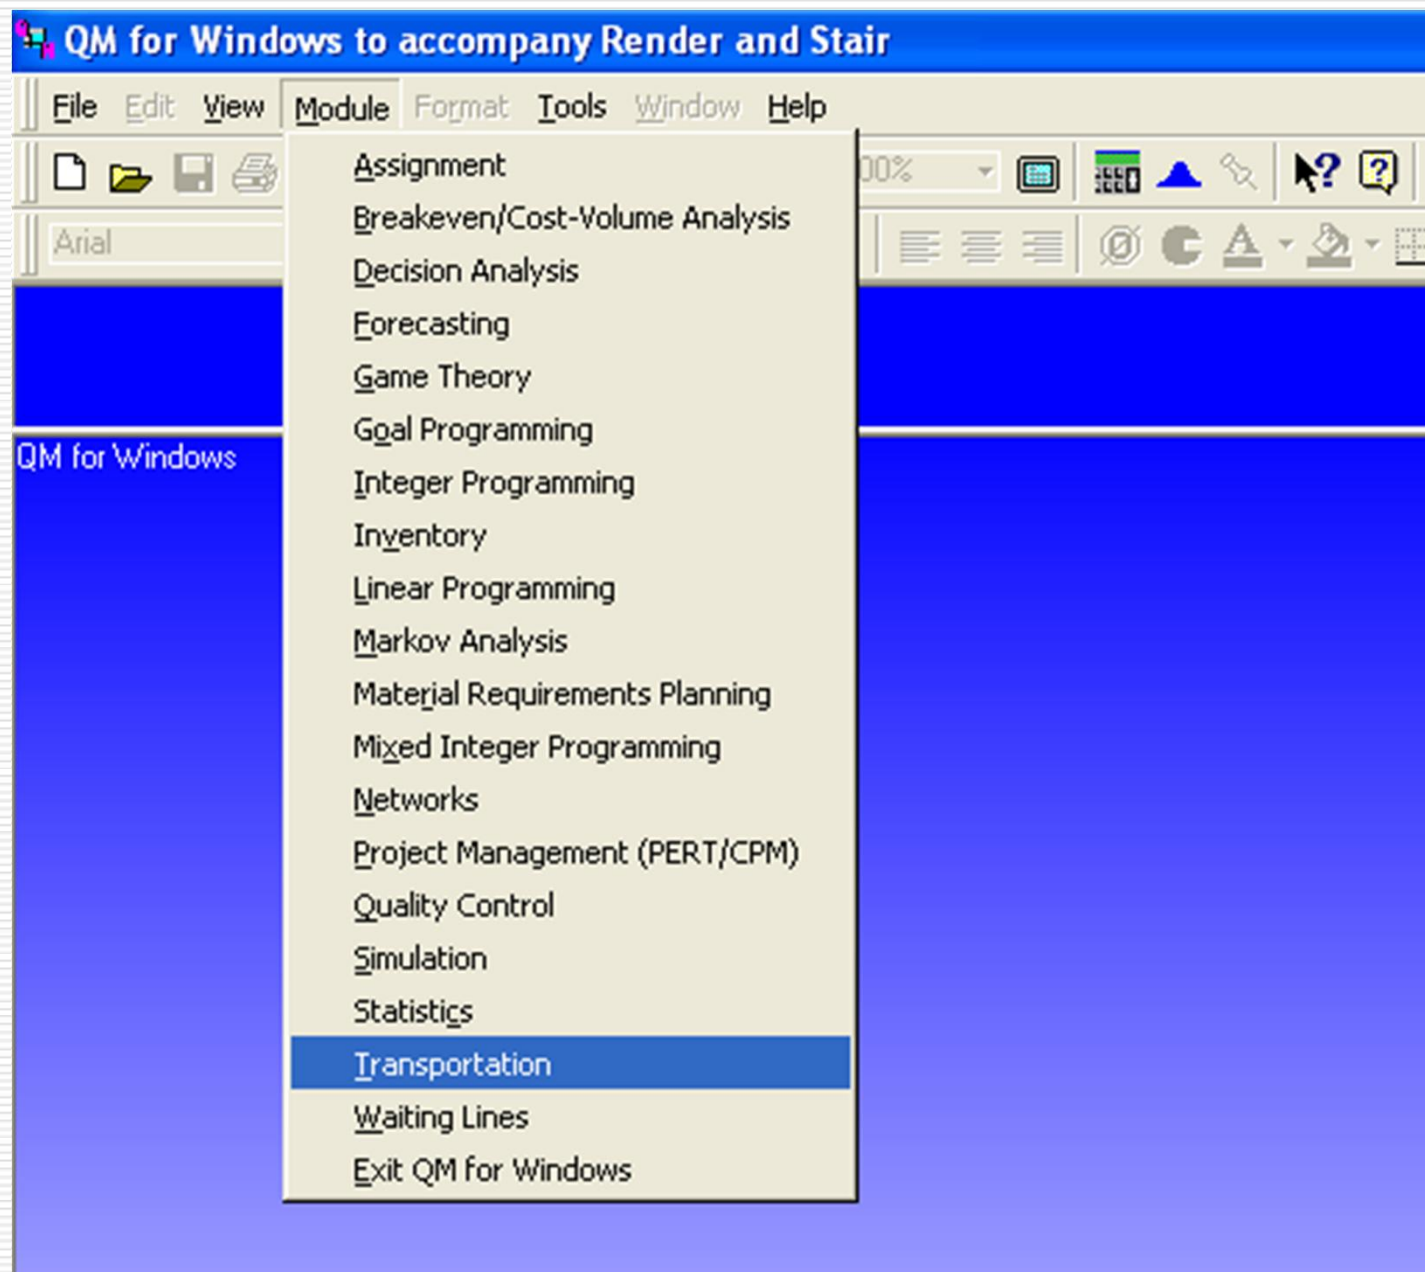 QM for Windows to accompany Render and Stair
File Edit View Module Format Tools Window Help
Assignment
00%
Breakeven/Cost-Volume Analysis
Arial
Decision Analysis
Forecasting
Game Theory
Goal Programming
QM for Windows
Integer Programming
Inventory
Linear Programming
Markov Analysis
Material Requirements Planning
Mixed Integer Programming
Networks
Project Management (PERT/CPM)
Quality Control
Simulation
Statistics
Transportation
Waiting Lines
Exit QM for Windows